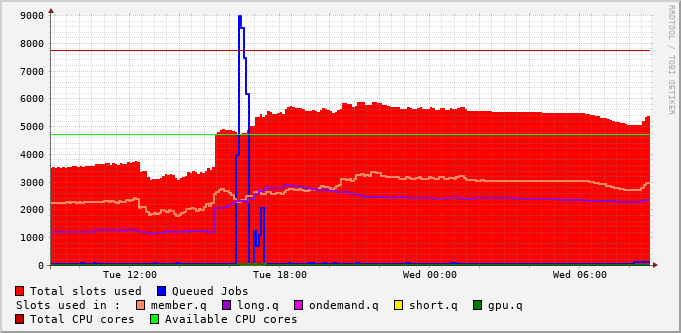 RRDTOOL / TOBI OETIKER
9000
8000
7000
6000
5000
4000
3000
2000
1000
0
Tue 12:00 Tue 18:00 Wed 00:00 Wed 06:00
Total slots used Queued Jobs
Slots used in : member.q long.q ondemand.q short.q gpu.q
Total CPU cores Available CPU cores